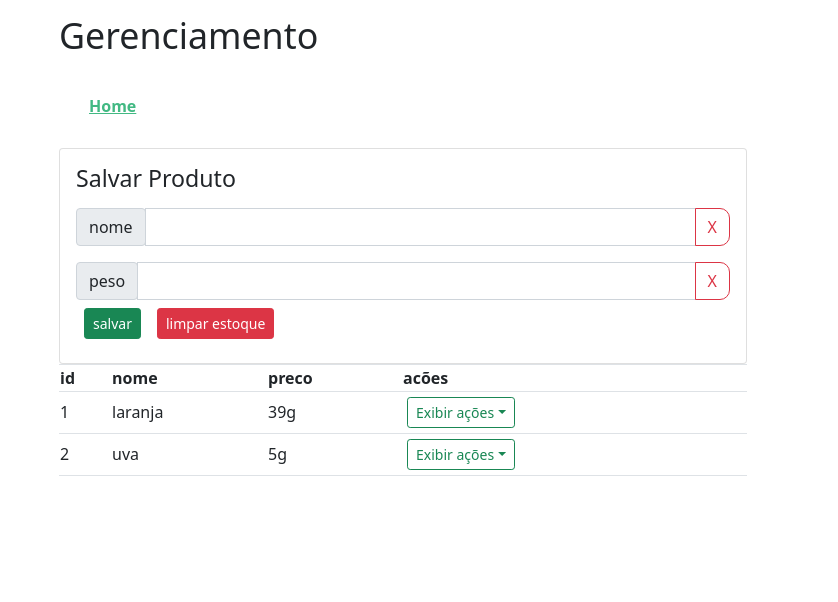 Gerenciamento
Home
Salvar Produto
nome X
peso X
salvar limpar estoque
id nome preco acões
1 laranja 39g Exibir ações
2 uva 5g Exibir ações